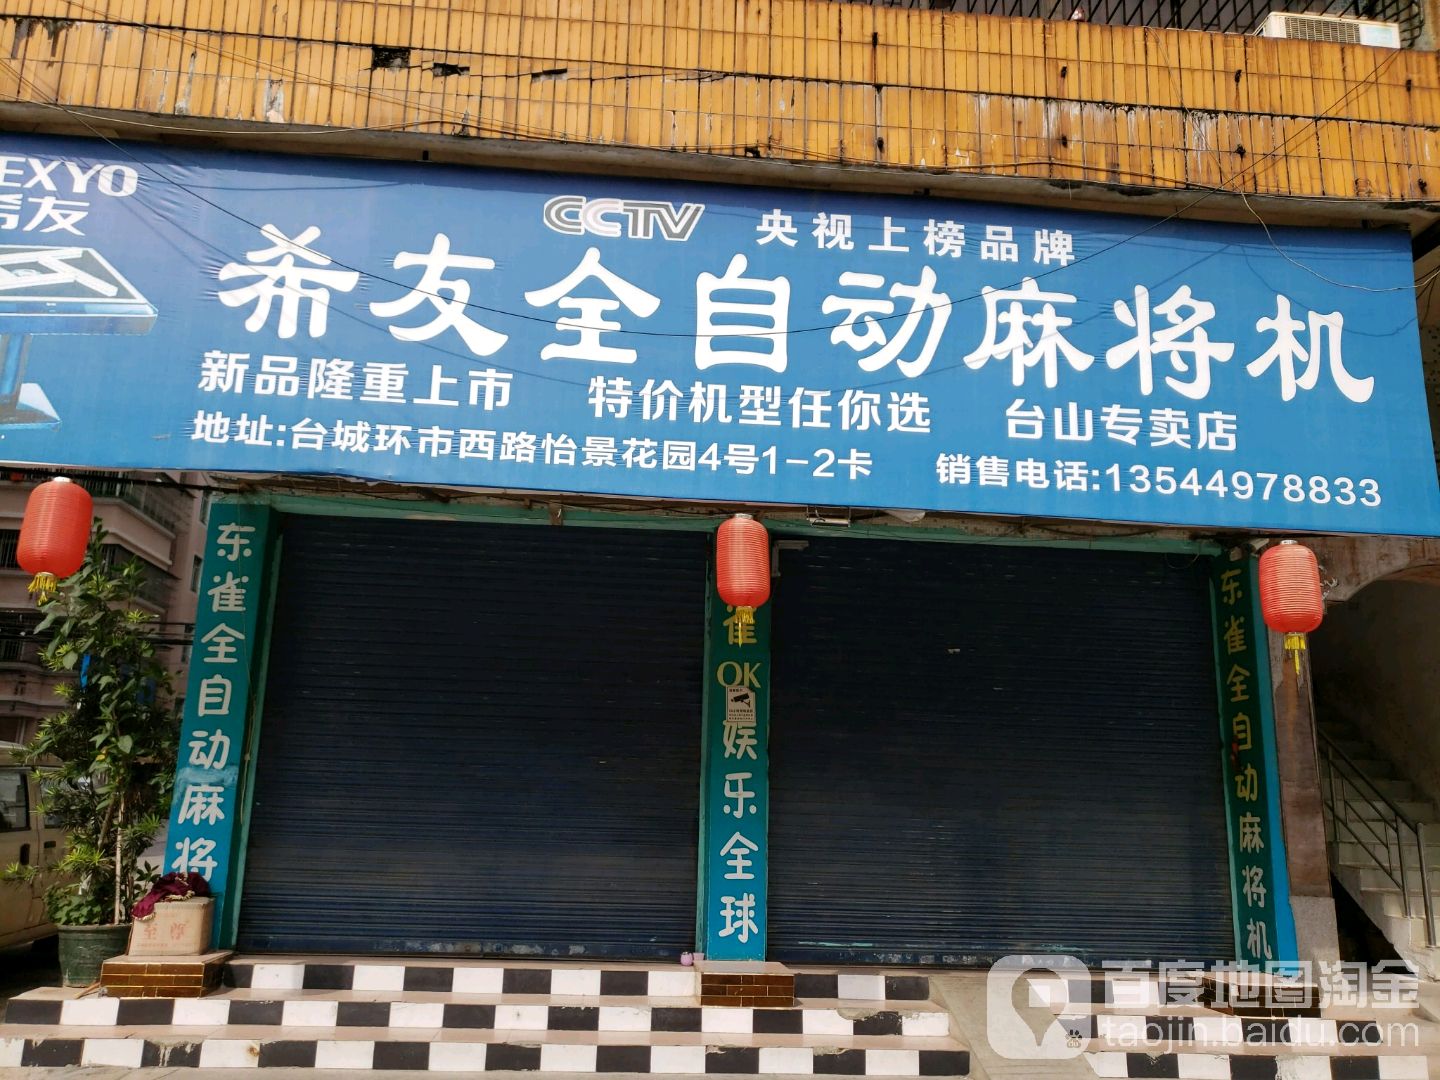 EXYO
希友
CCTV 央视上榜品牌
希友全自动麻将机
新品隆重上市 特价机型任你选 台山专卖店
地址:台城环市西路怡景花园4号1-2卡 销售电话:13544978833
东雀全自动麻将
雀OK娱乐全球
东雀全自动麻将机
至尊
百度地图淘金
taojin.baidu.com